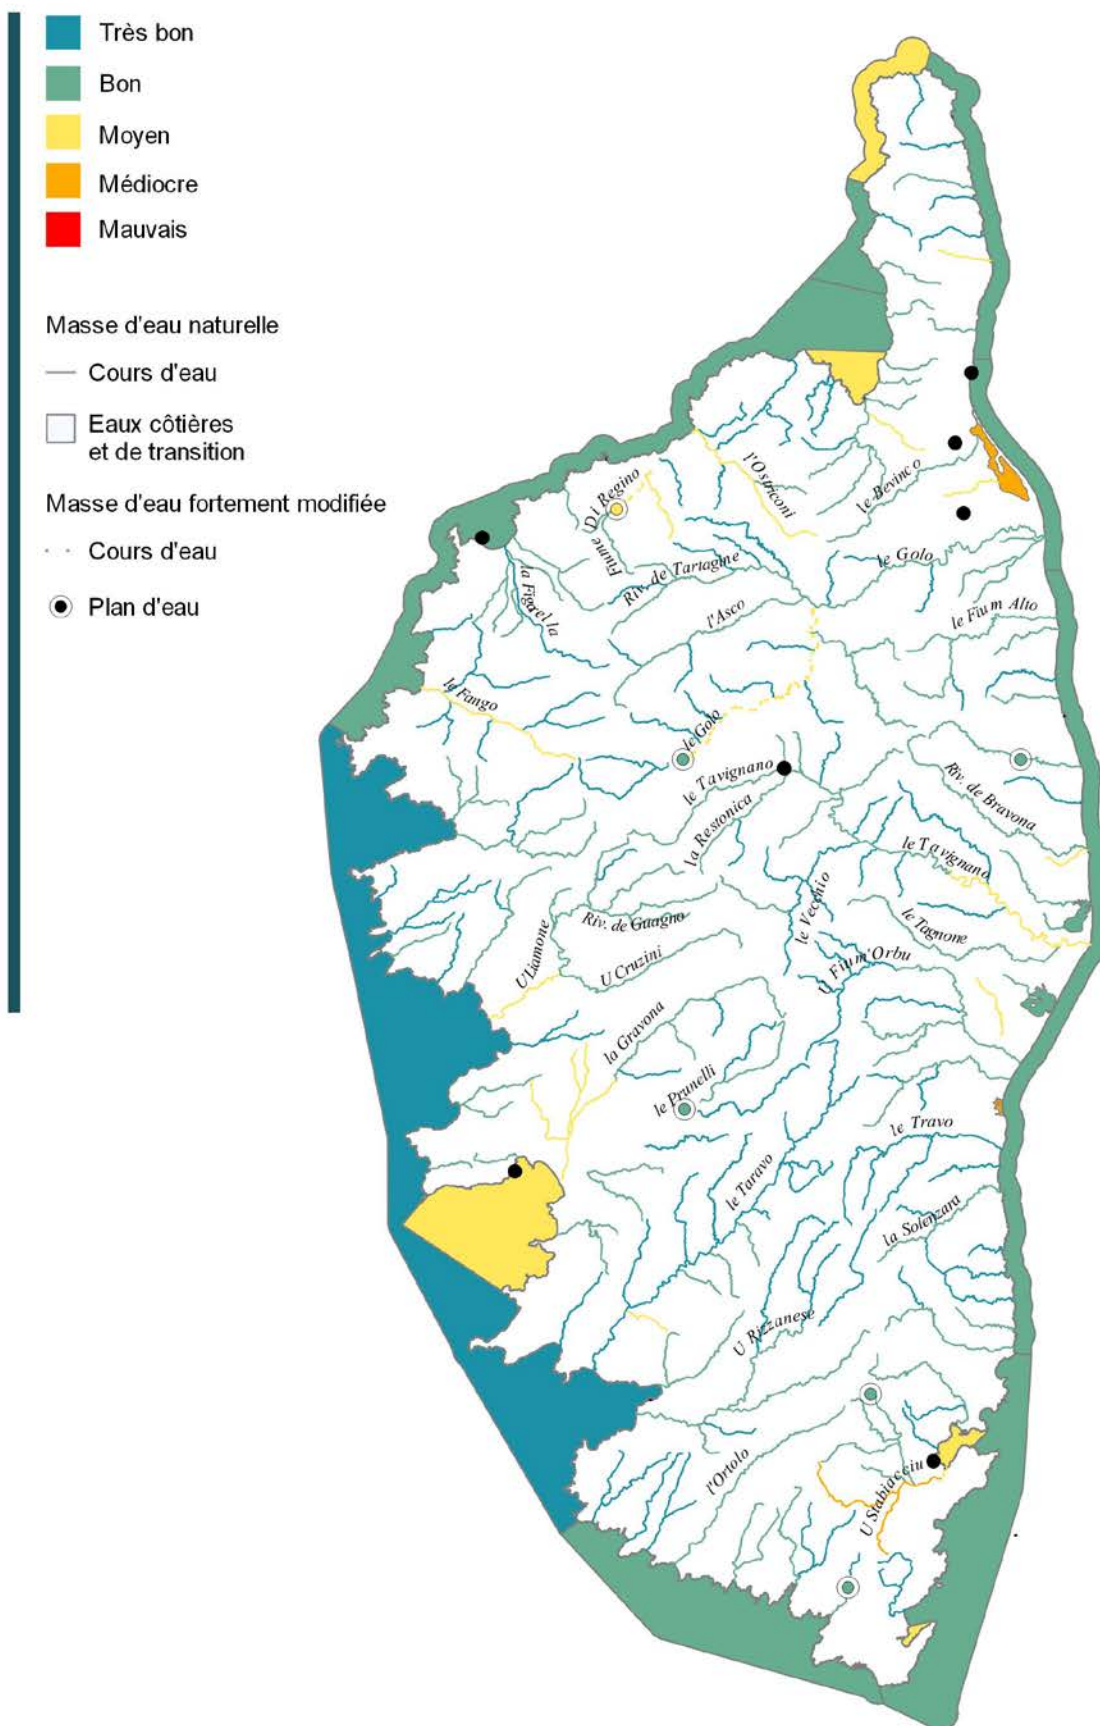 Très bon
Bon
Moyen
Médiocre
Mauvais
Masse d'eau naturelle
Cours d'eau
Eaux côtières
et de transition
Masse d'eau fortement modifiée
Cours d'eau
Plan d'eau
l'Ostriconi
le Bevinco
Fiume Di Regino
le Golo
Riv. de Tartagine
la Figarella
l'Asco
le Fium Alto
le Fango
le Golo
le Tavignano
la Restonica
Riv. de Bravona
le Tavignano
le Vecchio
le Tagnone
Riv. de Guagno
U Liamone
U Cruzini
U Fium'Orbu
la Gravona
le Prunelli
le Travo
le Taravo
la Solenzara
U Rizzanese
l'Ortolo
U Stabiacciu